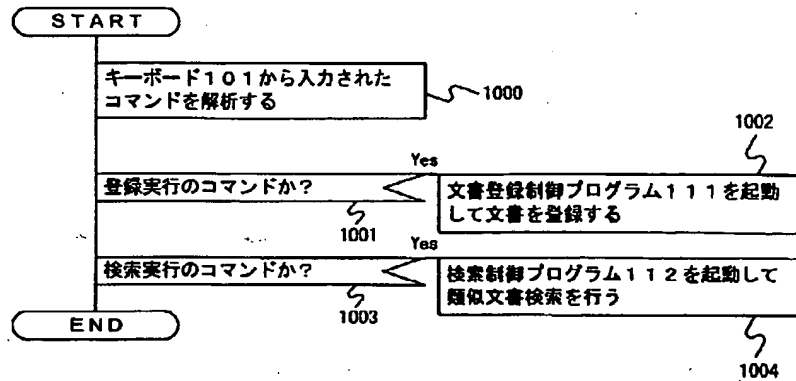 START
キーボード101から入力された
コマンドを解析する
1000
1002
Yes
登録実行のコマンドか?
文書登録制御プログラム111を起動
して文書を登録する
1001
Yes
検索実行のコマンドか?
検索制御プログラム112を起動して
類似文書検索を行う
1003
END
1004